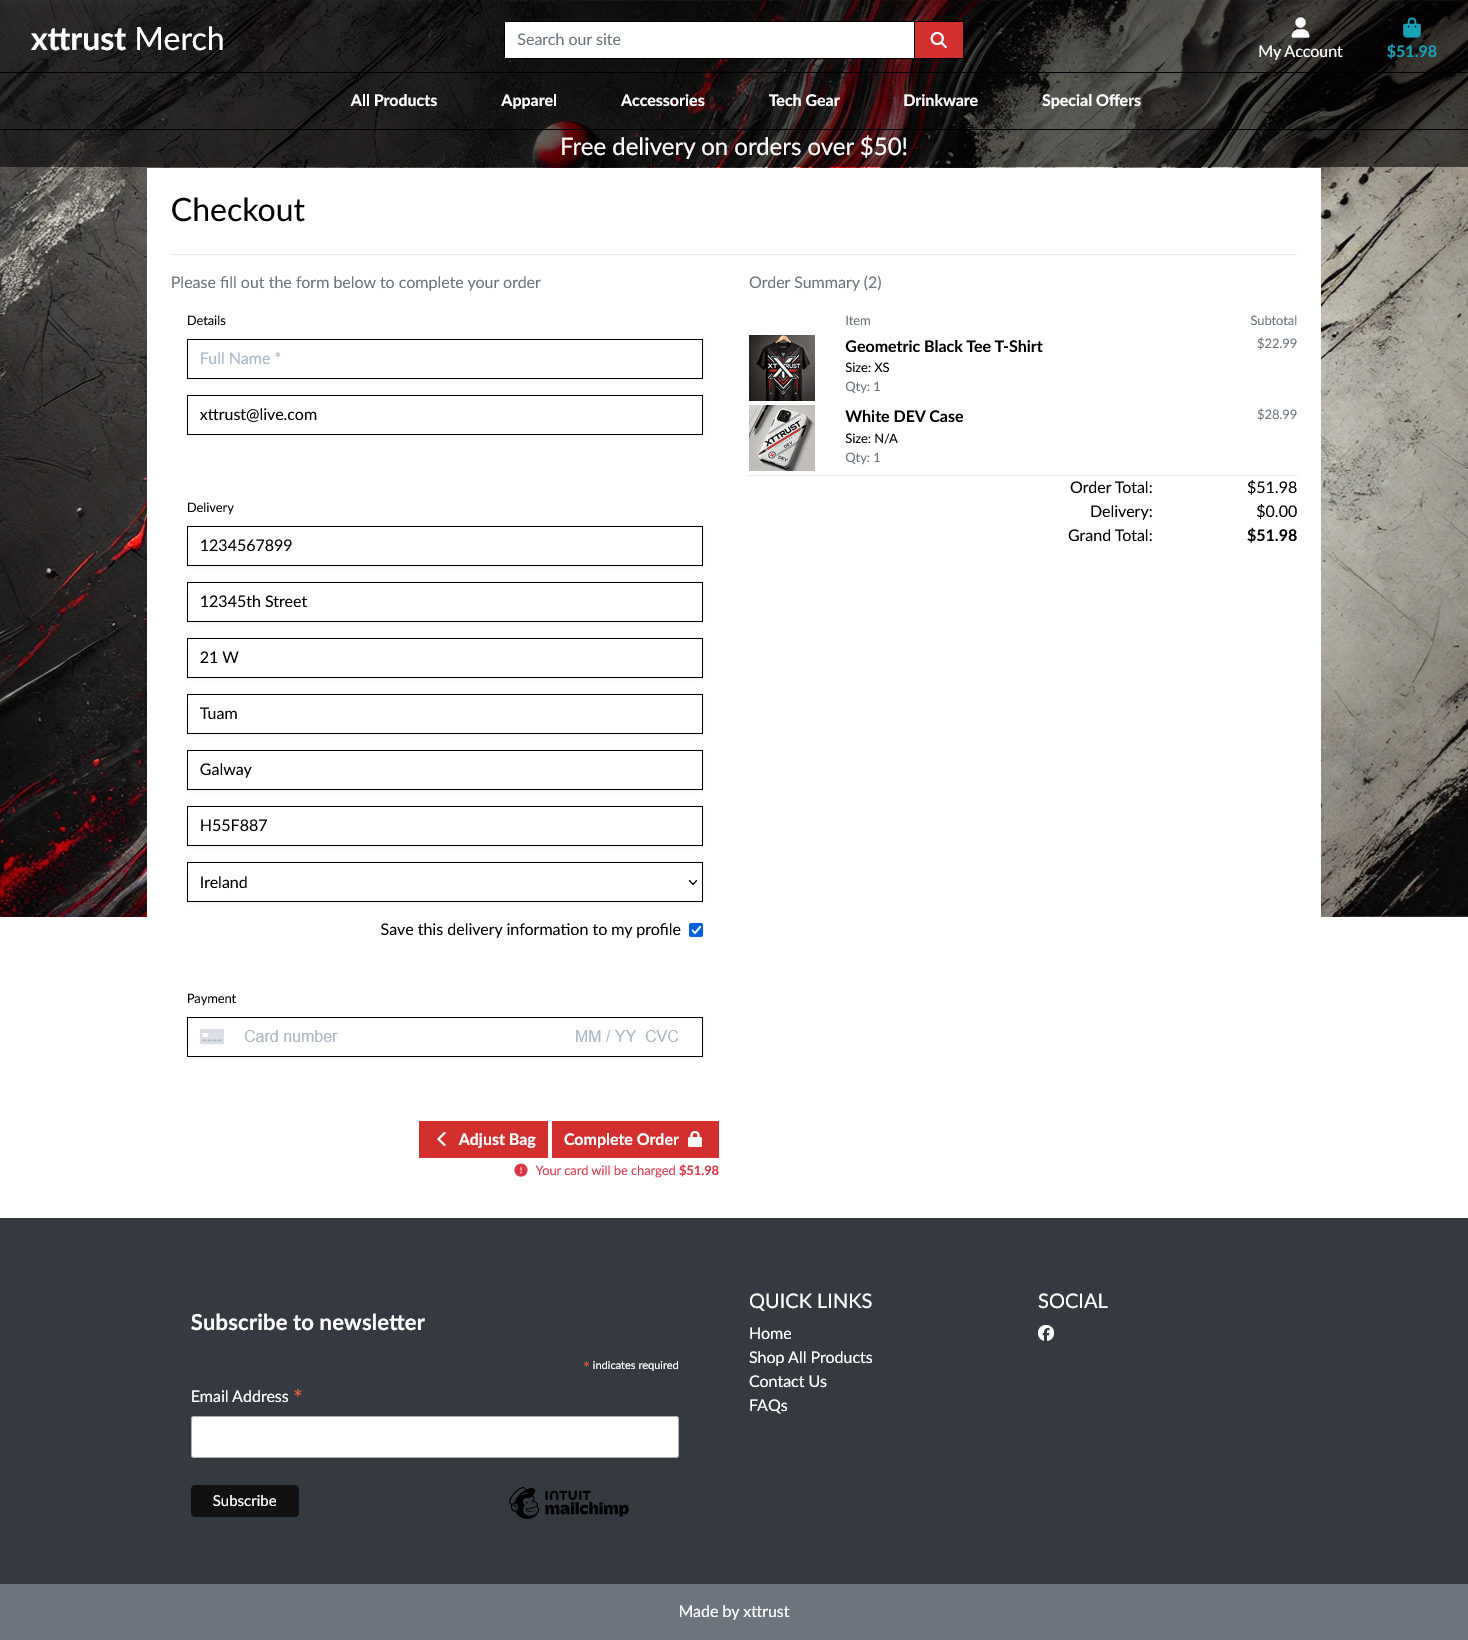 xttrust Merch
Search our site
My Account
$51.98
All Products
Apparel
Accessories
Tech Gear
Drinkware
Special Offers
Free delivery on orders over $50!
Checkout
Please fill out the form below to complete your order
Details
Full Name *
xttrust@live.com
Delivery
1234567899
12345th Street
21 W
Tuam
Galway
H55F887
Ireland
Save this delivery information to my profile
Payment
Card number
MM / YY CVC
Adjust Bag
Complete Order
Your card will be charged $51.98
Order Summary (2)
Item
Subtotal
XTTRUST
Geometric Black Tee T-Shirt
$22.99
Size: XS
Qty: 1
XTTRUST
DEV
DEV
White DEV Case
$28.99
Size: N/A
Qty: 1
Order Total: $51.98
Delivery: $0.00
Grand Total: $51.98
Subscribe to newsletter
* indicates required
Email Address *
Subscribe
INTUIT
mailchimp
QUICK LINKS
Home
Shop All Products
Contact Us
FAQs
SOCIAL
Made by xttrust